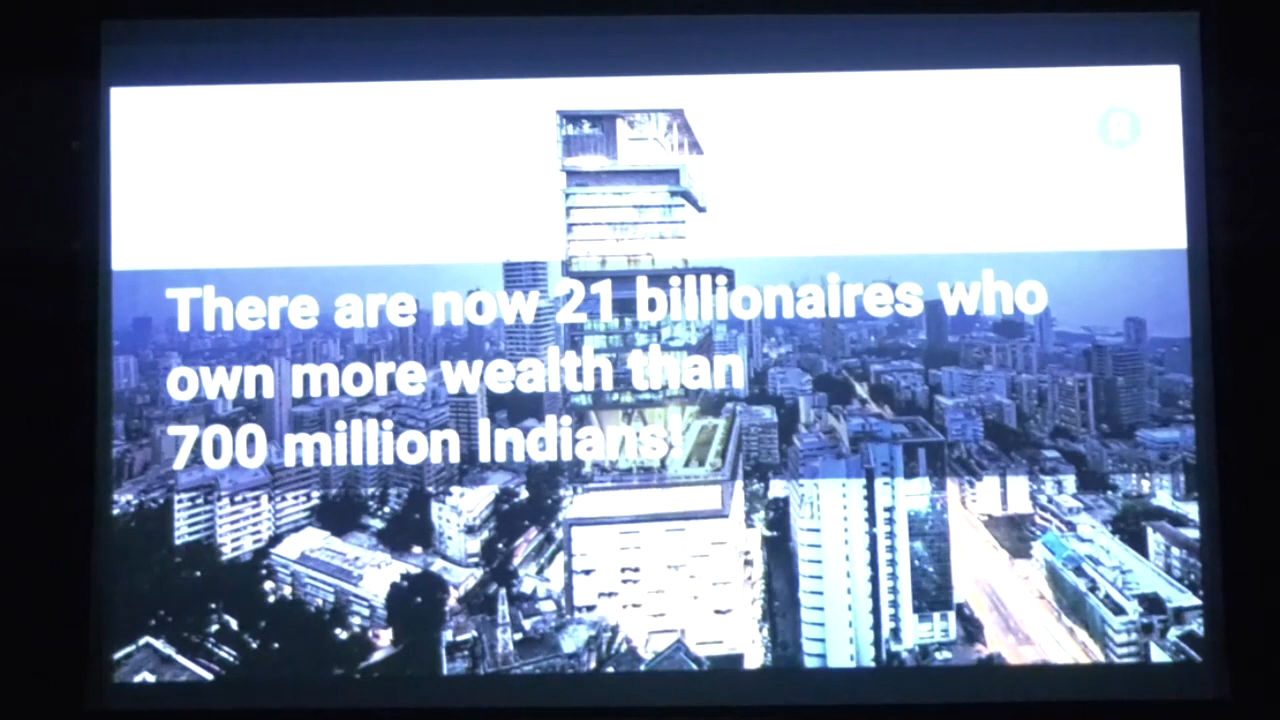 There are now 21 billionaires who
own more wealth than
700 million Indians!